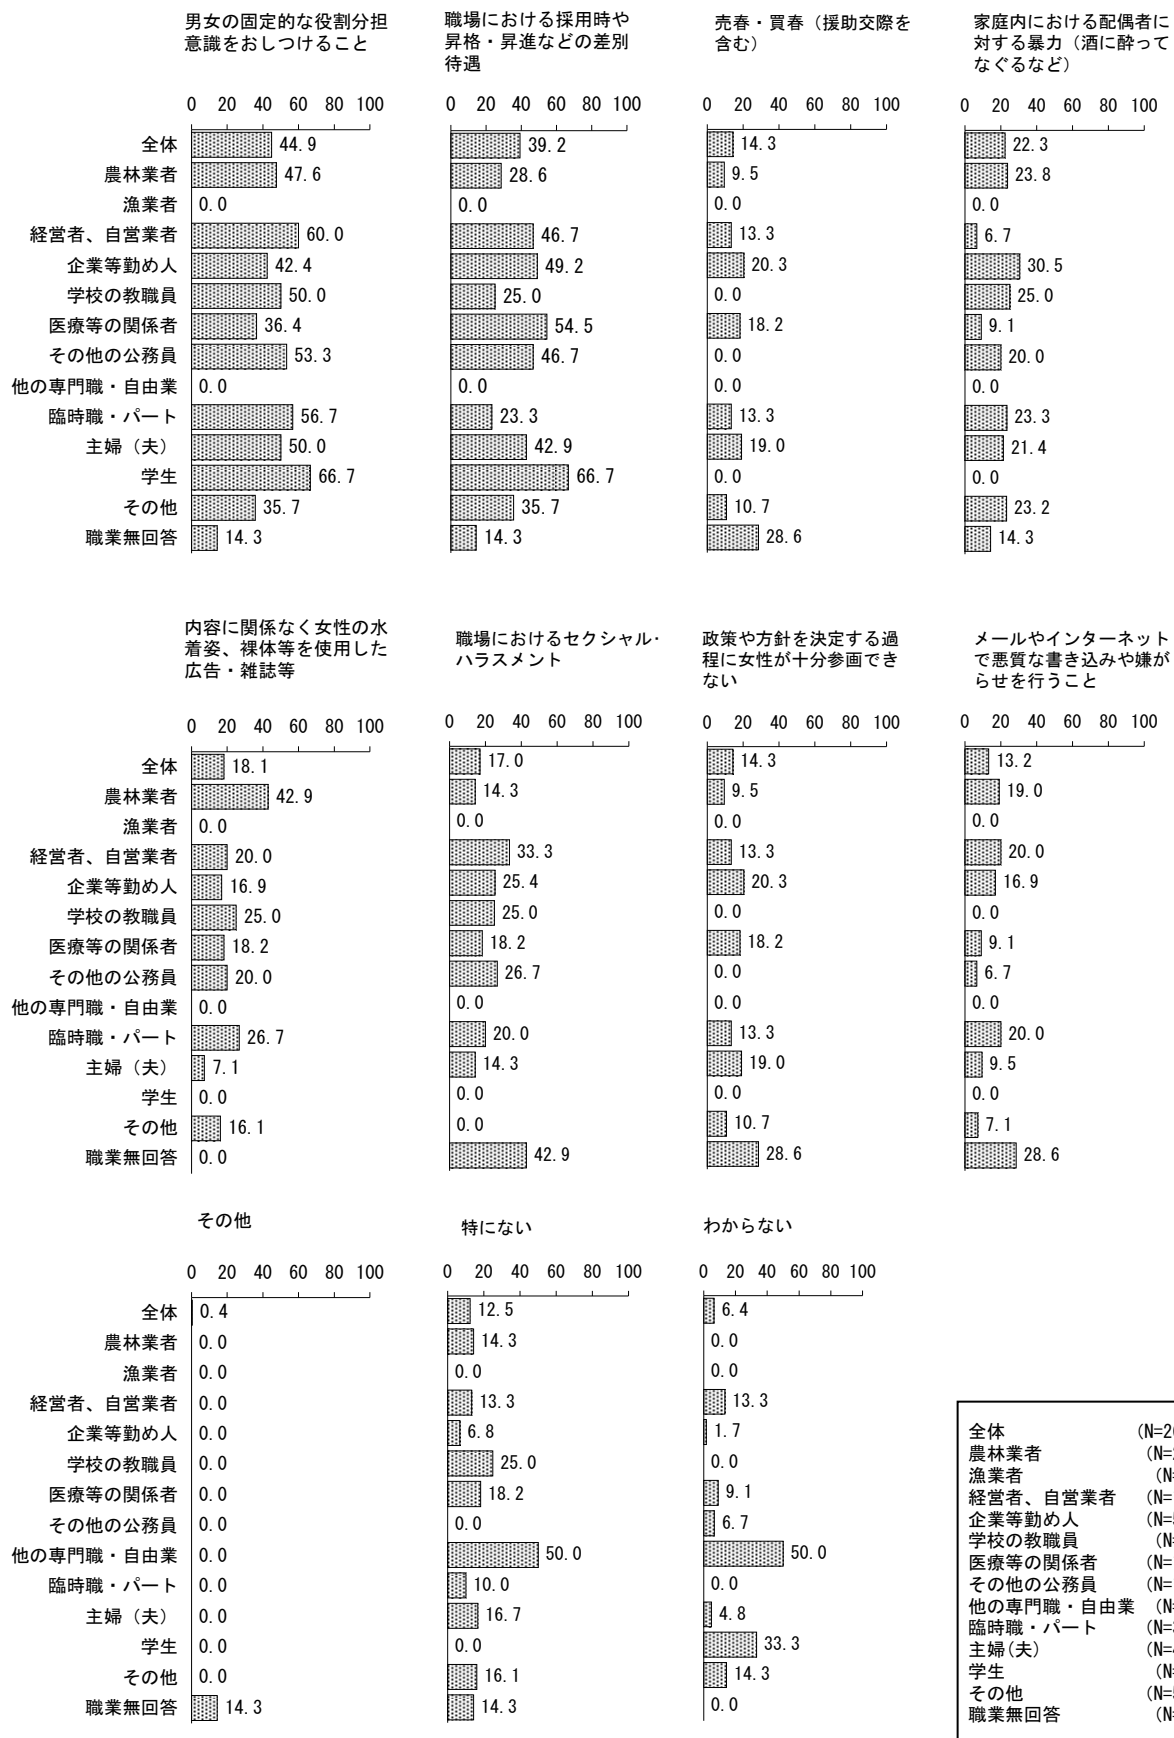 男女の固定的な役割分担
意識をおしつけること
職場における採用時や
昇格・昇進などの差別
待遇
売春・買春（援助交際を
含む）
家庭内における配偶者に
対する暴力（酒に酔って
なぐるなど）
0 20 40 60 80 100 0 20 40 60 80 100 0 20 40 60 80 100 0 20 40 60 80 100
全体 44.9 39.2 14.3 22.3
農林業者 47.6 28.6 9.5 23.8
漁業者 0.0 0.0 0.0 0.0
経営者、自営業者 60.0 46.7 13.3 6.7
企業等勤め人 42.4 49.2 20.3 30.5
学校の教職員 50.0 25.0 0.0 25.0
医療等の関係者 36.4 54.5 18.2 9.1
その他の公務員 53.3 46.7 0.0 20.0
他の専門職・自由業 0.0 0.0 0.0 0.0
臨時職・パート 56.7 23.3 13.3 23.3
主婦（夫） 50.0 42.9 19.0 21.4
学生 66.7 66.7 0.0 0.0
その他 35.7 35.7 10.7 23.2
職業無回答 14.3 14.3 28.6 14.3
内容に関係なく女性の水
着姿、裸体等を使用した
広告・雑誌等
職場におけるセクシャル・
ハラスメント
政策や方針を決定する過
程に女性が十分参画でき
ない
メールやインターネット
で悪質な書き込みや嫌が
らせを行うこと
0 20 40 60 80 100 0 20 40 60 80 100 0 20 40 60 80 100 0 20 40 60 80 100
全体 18.1 17.0 14.3 13.2
農林業者 42.9 14.3 9.5 19.0
漁業者 0.0 0.0 0.0 0.0
経営者、自営業者 20.0 33.3 13.3 20.0
企業等勤め人 16.9 25.4 20.3 16.9
学校の教職員 25.0 25.0 0.0 0.0
医療等の関係者 18.2 18.2 18.2 9.1
その他の公務員 20.0 26.7 0.0 6.7
他の専門職・自由業 0.0 0.0 0.0 0.0
臨時職・パート 26.7 20.0 13.3 20.0
主婦（夫） 7.1 14.3 19.0 9.5
学生 0.0 0.0 0.0 0.0
その他 16.1 0.0 10.7 7.1
職業無回答 0.0 42.9 28.6 28.6
その他
特にない
わからない
0 20 40 60 80 100 0 20 40 60 80 100 0 20 40 60 80 100
全体 0.4 12.5 6.4
農林業者 0.0 14.3 0.0
漁業者 0.0 0.0 0.0
経営者、自営業者 0.0 13.3 13.3
企業等勤め人 0.0 6.8 1.7
学校の教職員 0.0 25.0 0.0
医療等の関係者 0.0 18.2 9.1
その他の公務員 0.0 0.0 6.7
他の専門職・自由業 0.0 50.0 50.0
臨時職・パート 0.0 10.0 0.0
主婦（夫） 0.0 16.7 4.8
学生 0.0 0.0 33.3
その他 0.0 16.1 14.3
職業無回答 14.3 14.3 0.0
全体 (N=2
農林業者 (N=
漁業者 (N=
経営者、自営業者 (N=
企業等勤め人 (N=
学校の教職員 (N=
医療等の関係者 (N=
その他の公務員 (N=
他の専門職・自由業 (N=
臨時職・パート (N=
主婦(夫) (N=
学生 (N=
その他 (N=
職業無回答 (N=